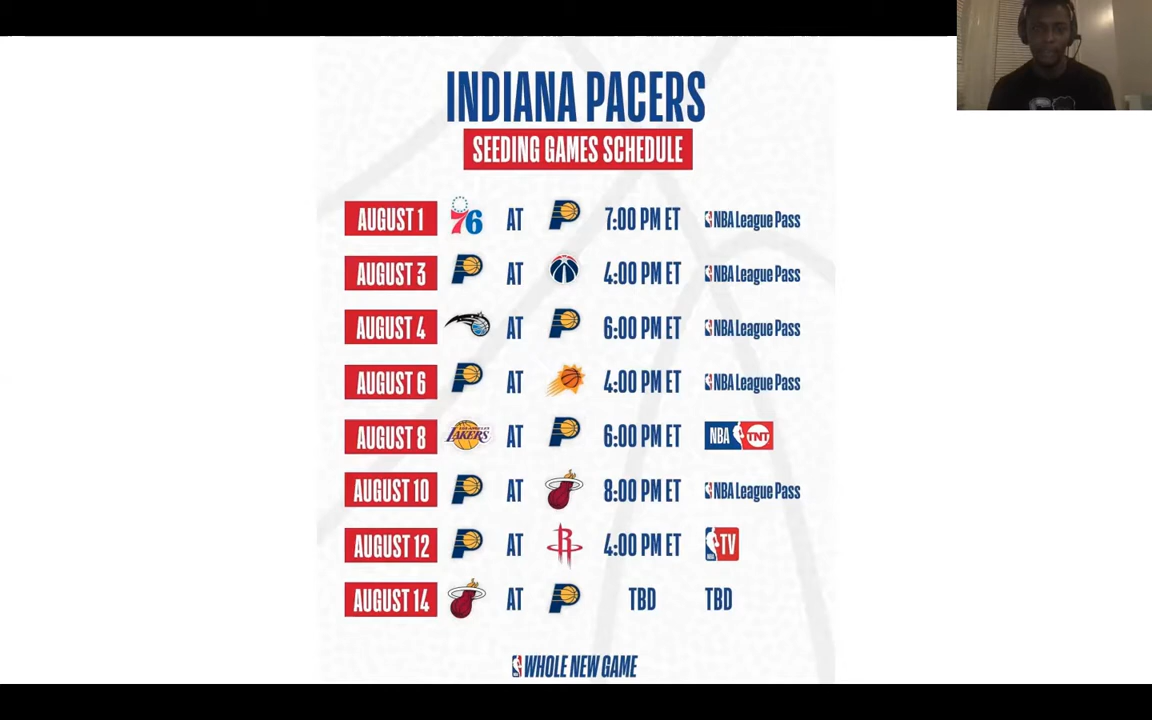 INDIANA PACERS
SEEDING GAMES SCHEDULE
AUGUST 1 76 AT P 7:00 PM ET NBA League Pass
AUGUST 3 P AT 4:00 PM ET NBA League Pass
AUGUST 4 AT P 6:00 PM ET NBA League Pass
AUGUST 6 P AT 4:00 PM ET NBA League Pass
AUGUST 8 LOS ANGELES LAKERS AT P 6:00 PM ET NBA TNT
AUGUST 10 P AT 8:00 PM ET NBA League Pass
AUGUST 12 P AT R 4:00 PM ET TV
AUGUST 14 AT P TBD TBD
WHOLE NEW GAME